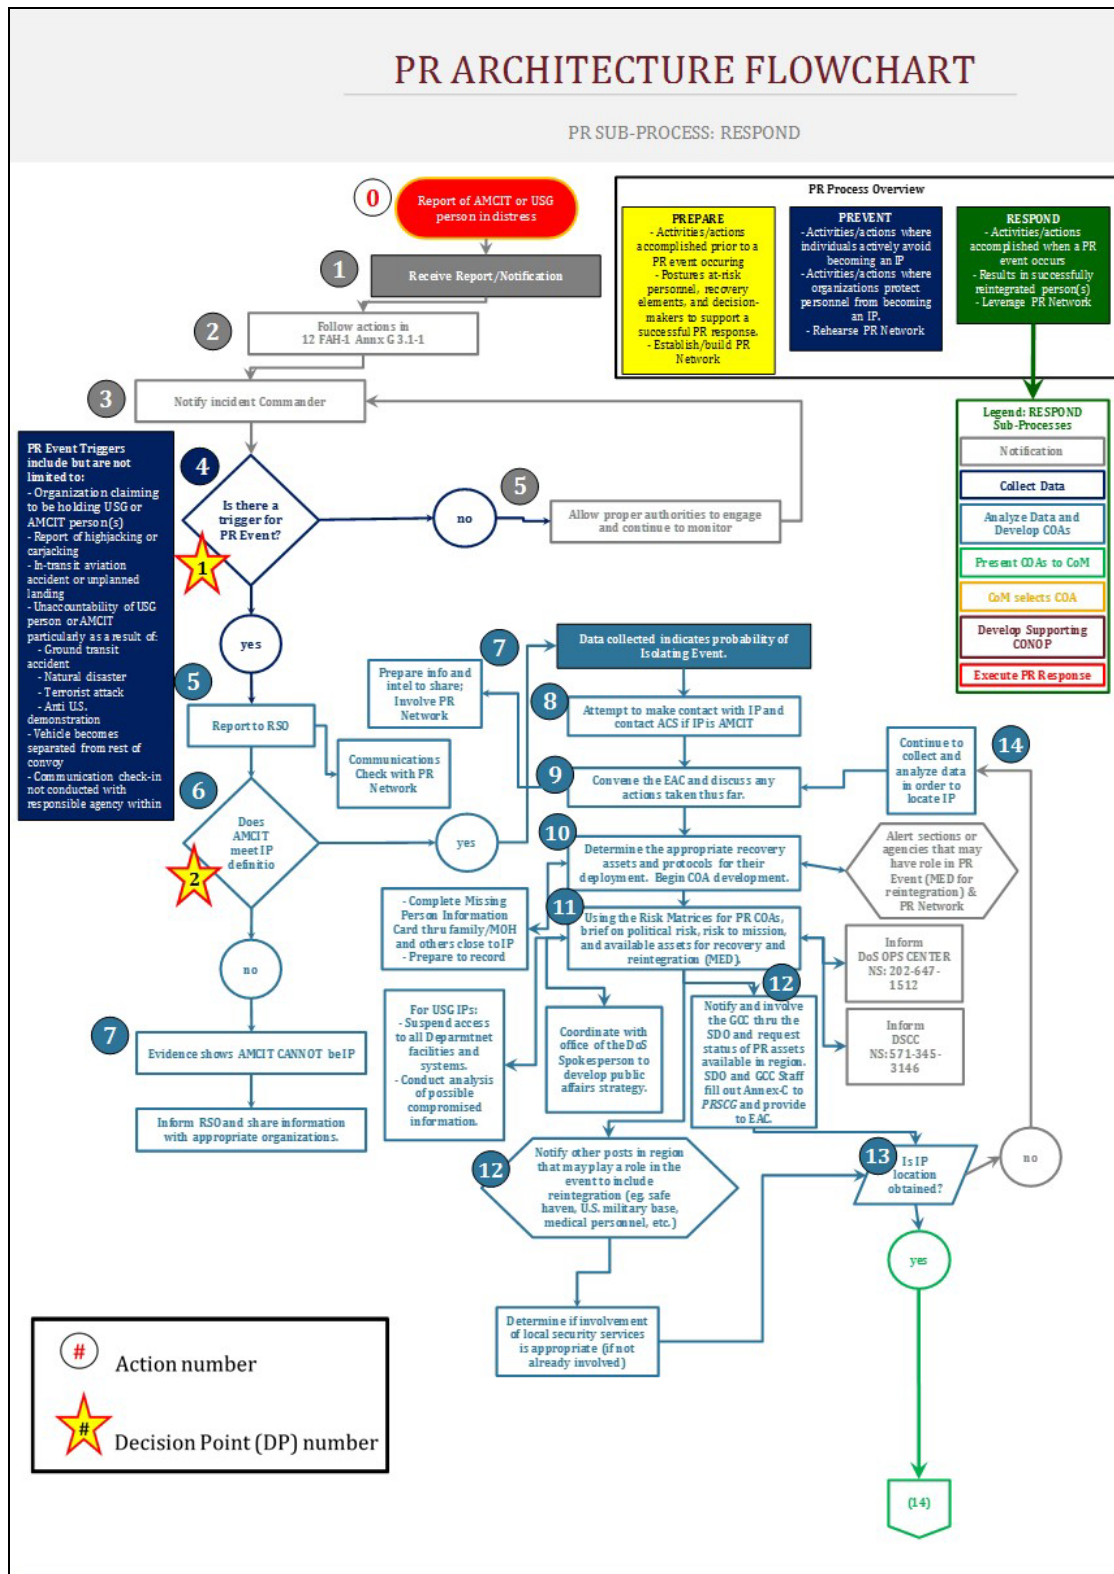 PR ARCHITECTURE FLOWCHART
PR SUB-PROCESS: RESPOND
0
Report of AMCIT or USG
person in distress
1
Receive Report/Notification
2
Follow actions in
12 FAH-1 Annx G 3.1-1
3
Notify incident Commander
PR Process Overview
PREPARE
- Activities/actions
accomplished prior to a
PR event occuring
- Postures at-risk
personnel, recovery
elements, and decision-
makers to support a
successful PR response.
- Establish/build PR
Network
PREVENT
- Activities/actions where
individuals actively avoid
becoming an IP
- Activities/actions where
organizations protect
personnel from becoming
an IP.
- Rehearse PR Network
RESPOND
- Activities/actions
accomplished when a PR
event occurs
- Results in successfully
reintegrated person(s)
- Leverage PR Network
Legend: RESPOND
Sub-Processes
Notification
Collect Data
Analyze Data and
Develop COAs
Present COAs to CoM
CoM selects COA
Develop Supporting
CONOP
Execute PR Response
PR Event Triggers
include but are not
limited to:
- Organization claiming
to be holding USG or
AMCIT person(s)
- Report of highjacking or
carjacking
- In-transit aviation
accident or unplanned
landing
- Unaccountability of USG
person or AMCIT
particularly as a result of:
- Ground transit
accident
- Natural disaster
- Terrorist attack
- Anti U.S.
demonstration
- Vehicle becomes
separated from rest of
convoy
- Communication check-in
not conducted with
responsible agency within
4
Is there a
trigger for
PR Event?
1
no
5
Allow proper authorities to engage
and continue to monitor
yes
5
Report to RSO
Communications
Check with PR
Network
6
Does
AMCIT
meet IP
definitio
2
yes
no
7
Evidence shows AMCIT CANNOT be IP
Inform RSO and share information
with appropriate organizations.
7
Data collected indicates probability of
Isolating Event.
Prepare info and
intel to share;
Involve PR
Network
8
Attempt to make contact with IP and
contact ACS if IP is AMCIT
9
Convene the EAC and discuss any
actions taken thus far.
14
Continue to
collect and
analyze data
in order to
locate IP
10
Determine the appropriate recovery
assets and protocols for their
deployment. Begin COA development.
Alert sections or
agencies that may
have role in PR
Event (MED for
reintegration) &
PR Network
- Complete Missing
Person Information
Card thru family/MOH
and others close to IP
- Prepare to record
11
Using the Risk Matrices for PR COAs,
brief on political risk, risk to mission,
and available assets for recovery and
reintegration (MED).
Inform
DoS OPS CENTER
NS: 202-647-
1512
Inform
DSCC
NS: 571-345-
3146
For USG IPs:
- Suspend access
to all Deparmtnet
facilities and
systems.
- Conduct analysis
of possible
compromised
information.
Coordinate with
office of the DoS
Spokesperson to
develop public
affairs strategy.
12
Notify and involve
the GCC thru the
SDO and request
status of PR assets
available in region.
SDO and GCC Staff
fill out Annex-C to
PRSCG and provide
to EAC.
12
Notify other posts in region
that may play a role in the
event to include
reintegration (eg. safe
haven, U.S. military base,
medical personnel, etc.)
13
Is IP
location
obtained?
no
yes
Determine if involvement
of local security services
is appropriate (if not
already involved)
(14)
#
Action number
#
Decision Point (DP) number